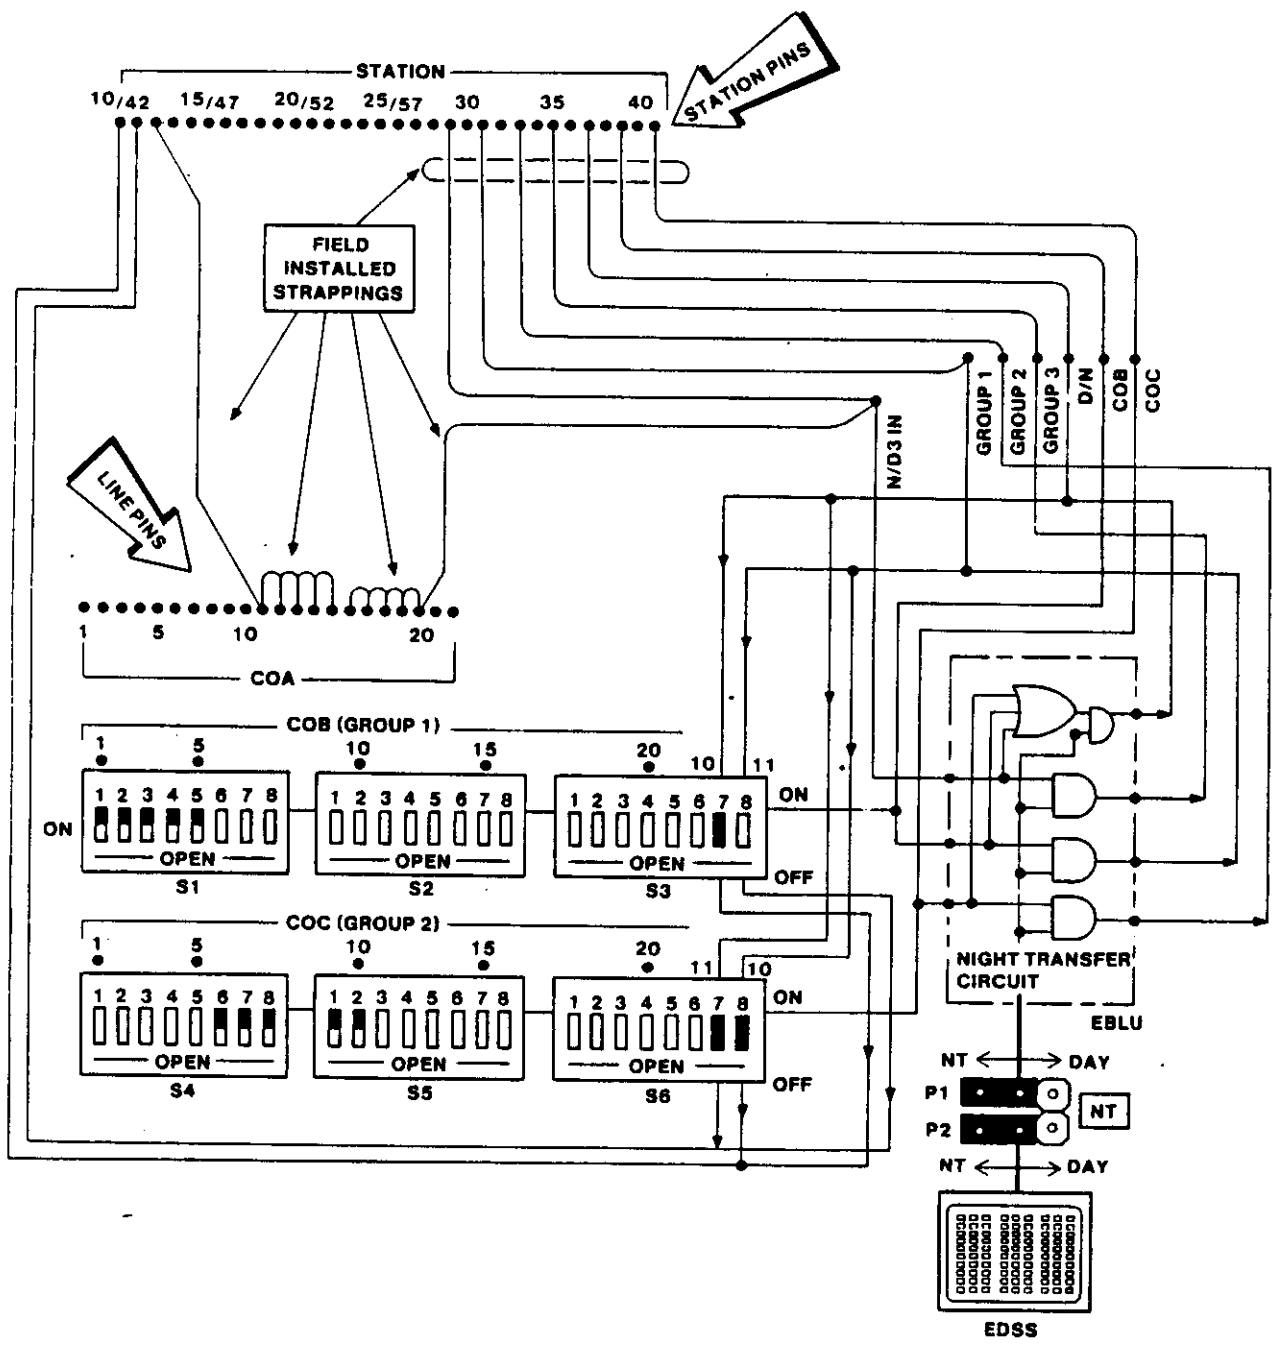 STATION
10/42 15/47 20/52 25/57 30 35 40
STATION PINS
FIELD
INSTALLED
STRAPPINGS
GROUP 1
GROUP 2
GROUP 3
D/N
COB
COC
N/D3 IN
LINE PINS
1 5 10 20
COA
COB (GROUP 1)
1 5 10 15 20 10 11
1 2 3 4 5 6 7 8
1 2 3 4 5 6 7 8
1 2 3 4 5 6 7 8
ON
ON
OPEN
OPEN
OPEN
OFF
S1
S2
S3
COC (GROUP 2)
1 5 10 15 20 11 10
1 2 3 4 5 6 7 8
1 2 3 4 5 6 7 8
1 2 3 4 5 6 7 8
ON
OPEN
OPEN
OPEN
OFF
S4
S5
S6
NIGHT TRANSFER
CIRCUIT
EBLU
NT DAY
P1
NT
P2
NT DAY
EDSS